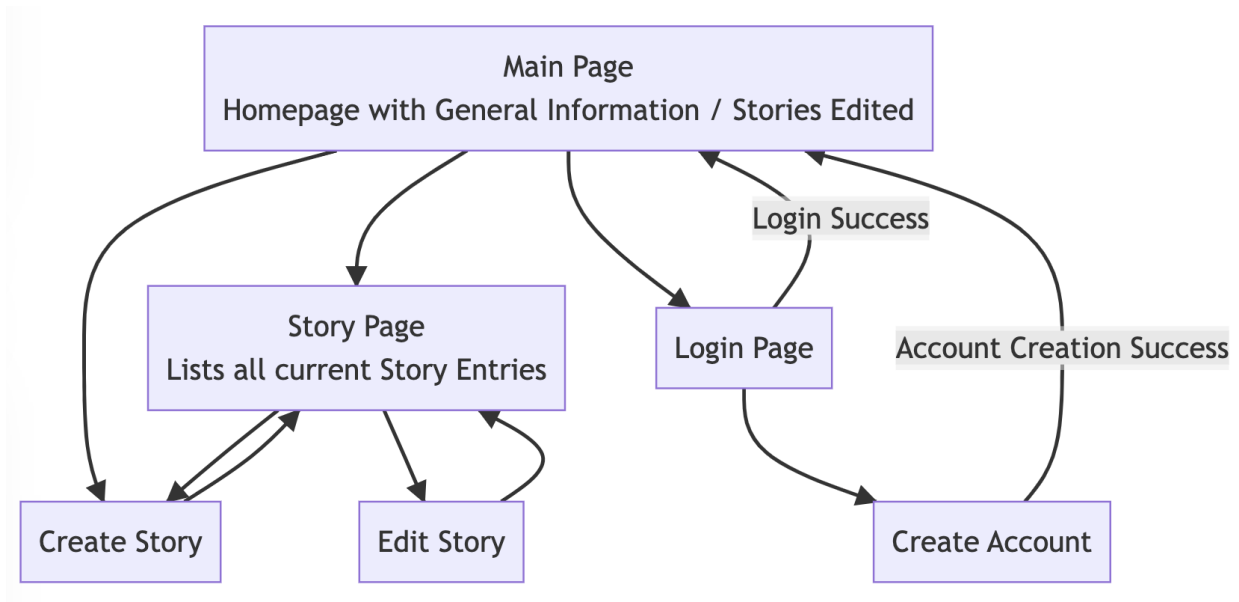 Main Page
Homepage with General Information / Stories Edited
Login Success
Story Page
Lists all current Story Entries
Login Page
Account Creation Success
Create Story
Edit Story
Create Account